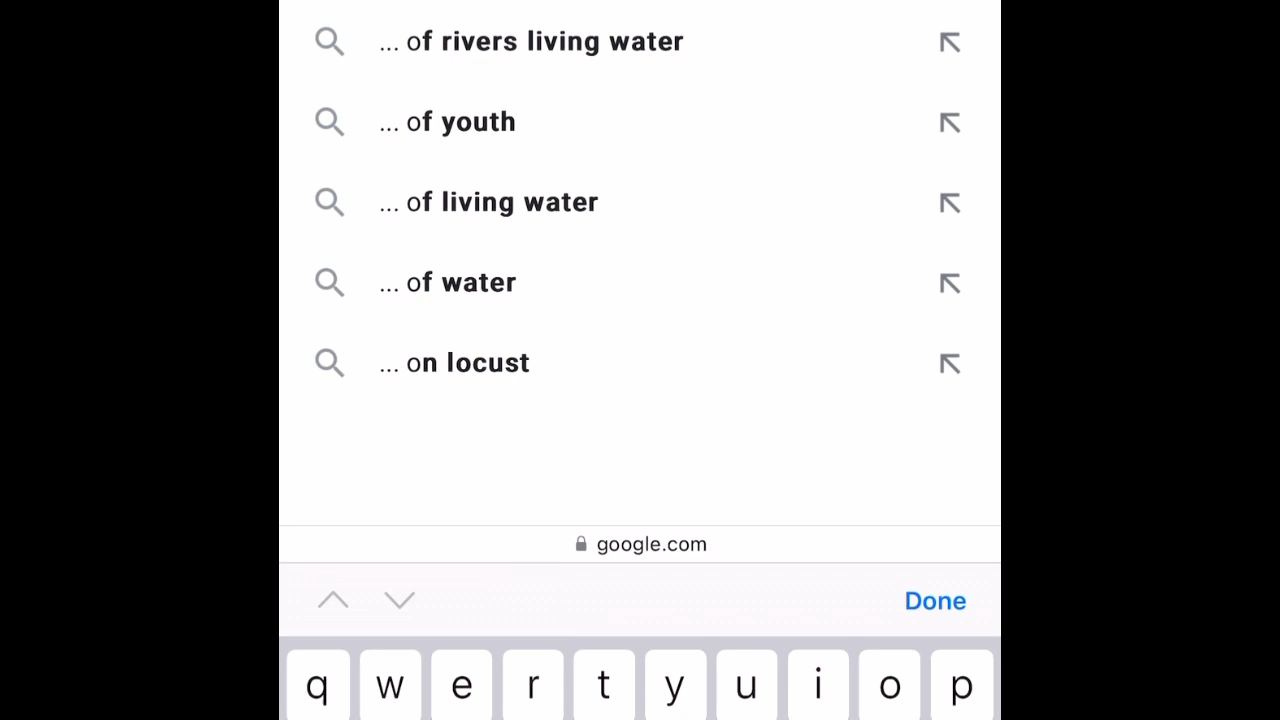 ... of rivers living water
... of youth
... of living water
... of water
... on locust
google.com
Done
q w e r t y u i o p